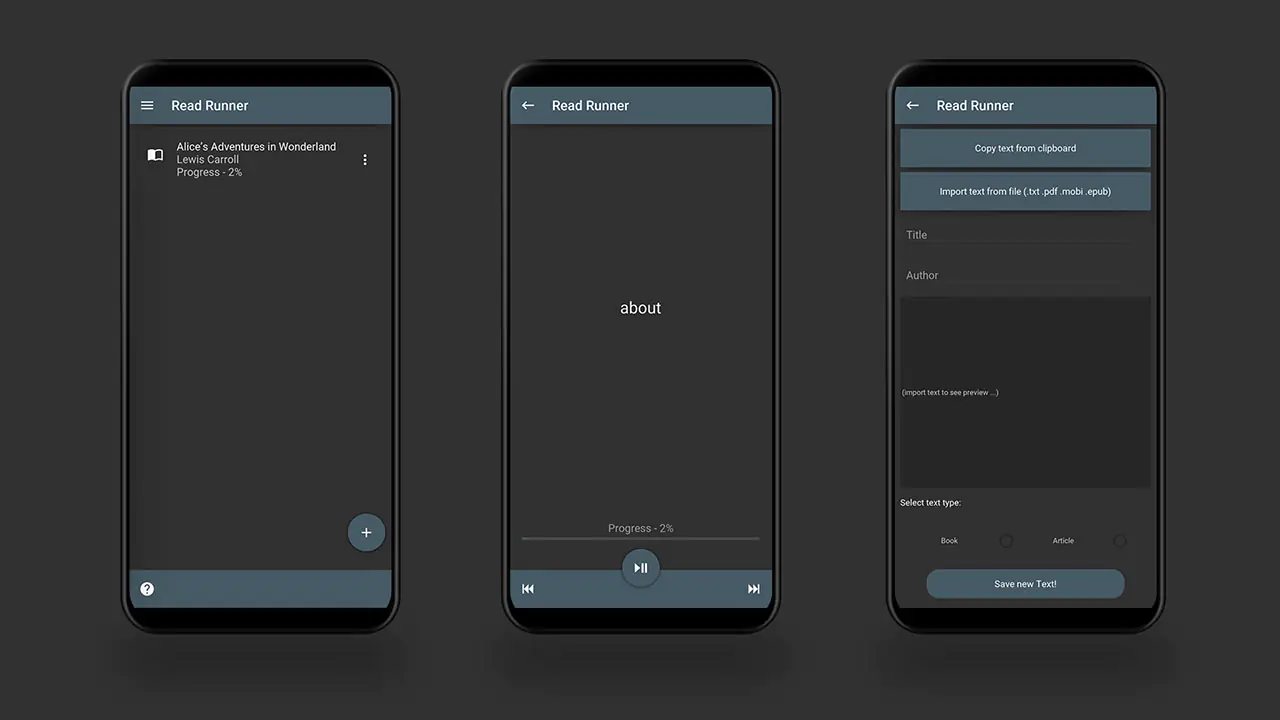 Read Runner
Alice's Adventures in Wonderland
Lewis Carroll
Progress - 2%
Read Runner
about
Progress - 2%
Read Runner
Copy text from clipboard
Import text from file (.txt .pdf .mobi .epub)
Title
Author
(import text to see preview ...)
Select text type:
Book
Article
Save new Text!